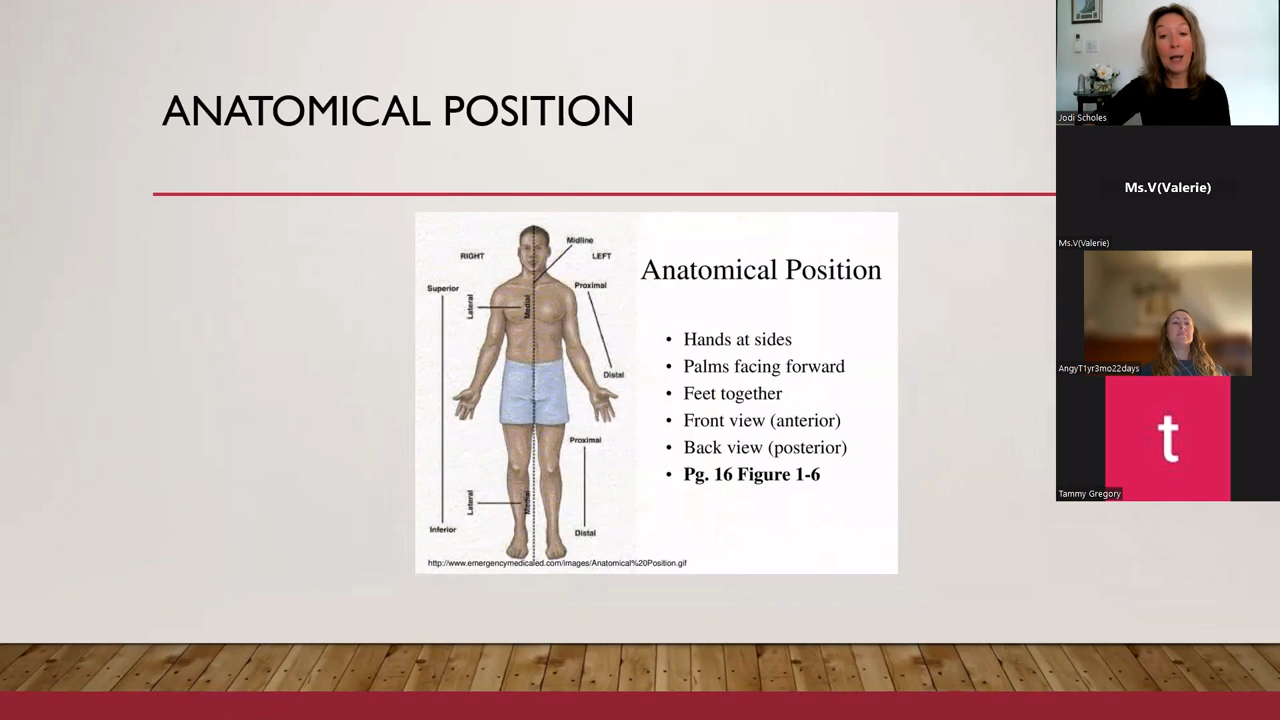 ANATOMICAL POSITION
Midline
RIGHT
LEFT
Superior
Proximal
Lateral
Medial
Distal
Proximal
Lateral
Medial
Inferior
Distal
http://www.emergencymedicaled.com/images/Anatomical%20Position.gif
Anatomical Position
• Hands at sides
• Palms facing forward
• Feet together
• Front view (anterior)
• Back view (posterior)
• Pg. 16 Figure 1-6
Jodi Scholes
Ms.V(Valerie)
Ms.V(Valerie)
AngyT1yr3mo22days
t
Tammy Gregory